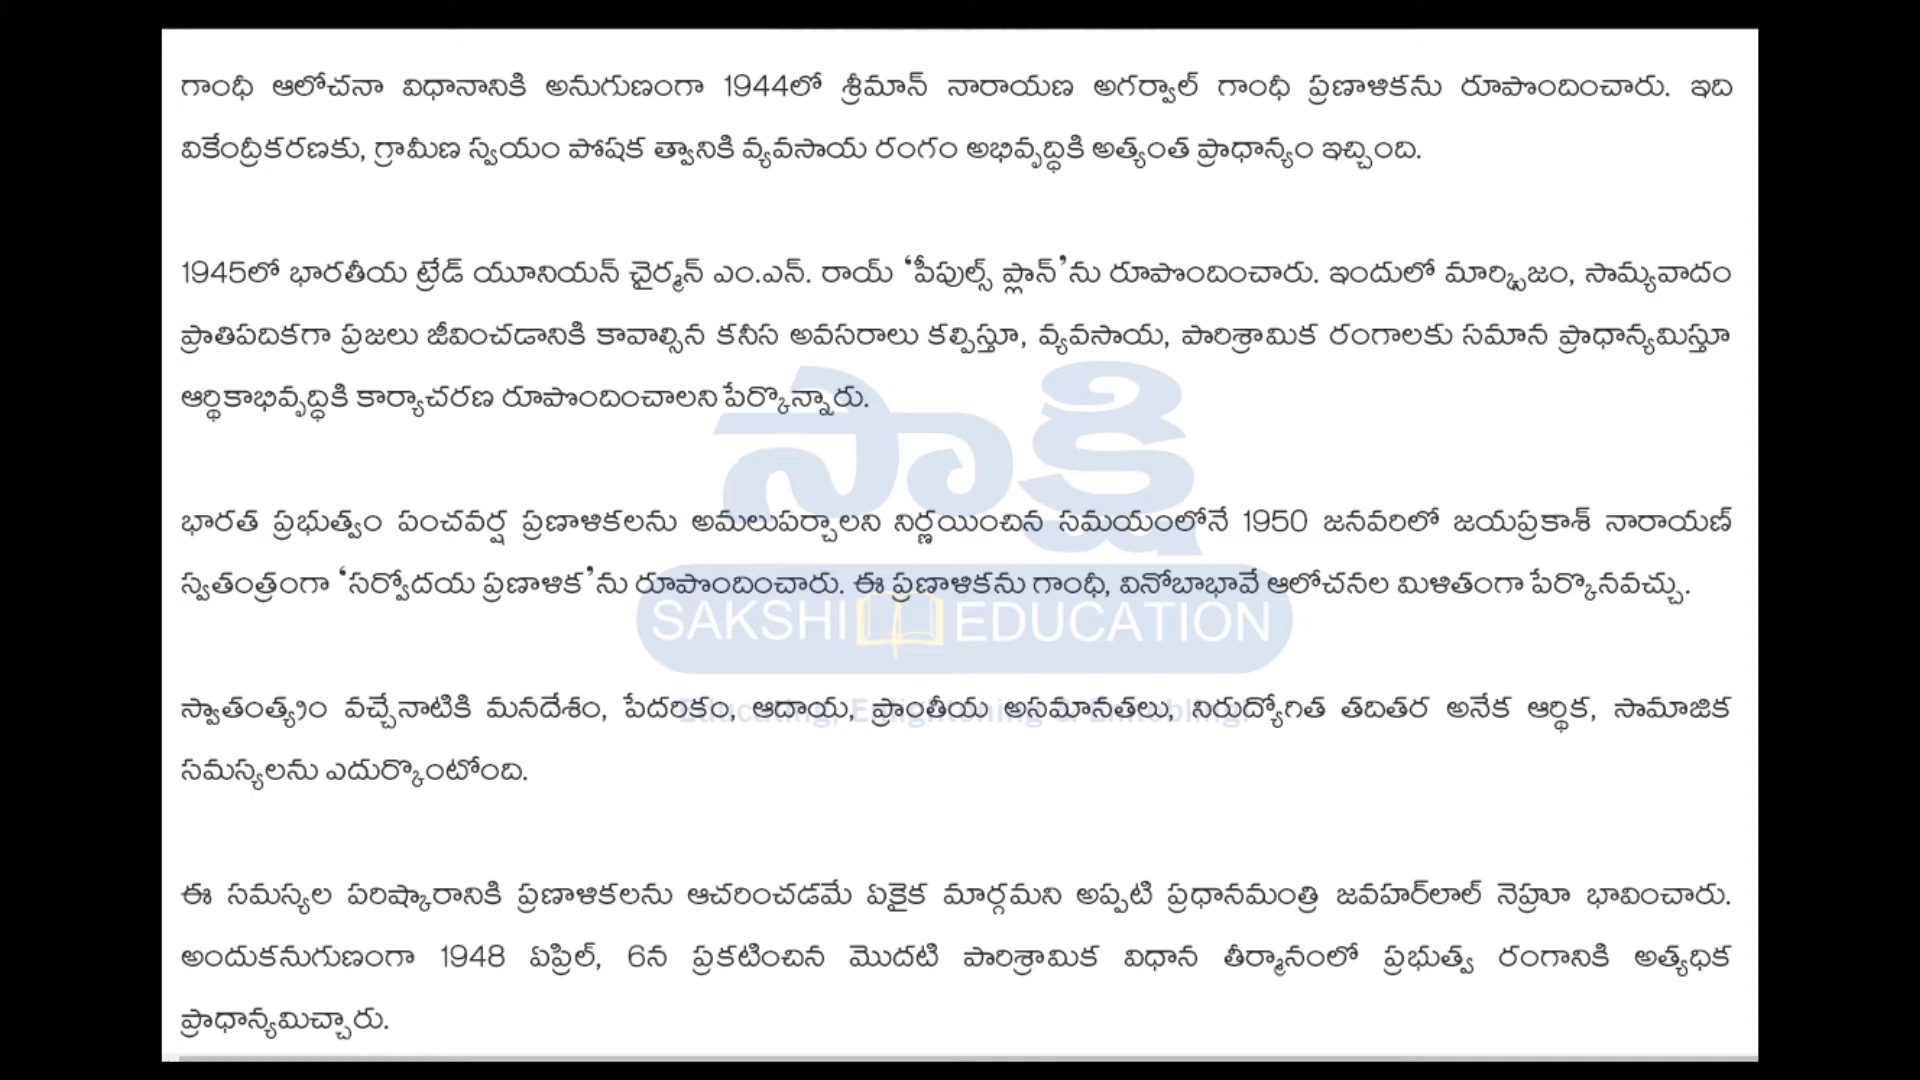 గాంధీ ఆలోచనా విధానానికి అనుగుణంగా 1944లో శ్రీమాన్ నారాయణ అగర్వాల్ గాంధీ ప్రణాళికను రూపొందించారు. ఇది
వికేంద్రీకరణకు, గ్రామీణ స్వయం పోషక త్వానికి వ్యవసాయ రంగం అభివృద్ధికి అత్యంత ప్రాధాన్యం ఇచ్చింది.
1945లో భారతీయ ట్రేడ్ యూనియన్ ఛైర్మన్ ఎం.ఎన్. రాయ్ ‘పీపుల్స్ ప్లాన్’ను రూపొందించారు. ఇందులో మార్క్సిజం, సామ్యవాదం
ప్రాతిపదికగా ప్రజలు జీవించడానికి కావాల్సిన కనీస అవసరాలు కల్పిస్తూ, వ్యవసాయ, పారిశ్రామిక రంగాలకు సమాన ప్రాధాన్యమిస్తూ
ఆర్థికాభివృద్ధికి కార్యాచరణ రూపొందించాలని పేర్కొన్నారు.
భారత ప్రభుత్వం పంచవర్ష ప్రణాళికలను అమలుపర్చాలని నిర్ణయించిన సమయంలోనే 1950 జనవరిలో జయప్రకాశ్ నారాయణ్
స్వతంత్రంగా ‘సర్వోదయ ప్రణాళిక’ను రూపొందించారు. ఈ ప్రణాళికను గాంధీ, వినోబాభావే ఆలోచనల మిళితంగా పేర్కొనవచ్చు.
స్వాతంత్య్రం వచ్చేనాటికి మనదేశం, పేదరికం, ఆదాయ, ప్రాంతీయ అసమానతలు, నిరుద్యోగిత తదితర అనేక ఆర్థిక, సామాజిక
సమస్యలను ఎదుర్కొంటోంది.
ఈ సమస్యల పరిష్కారానికి ప్రణాళికలను ఆచరించడమే ఏకైక మార్గమని అప్పటి ప్రధానమంత్రి జవహర్‌లాల్ నెహ్రూ భావించారు.
అందుకనుగుణంగా 1948 ఏప్రిల్, 6న ప్రకటించిన మొదటి పారిశ్రామిక విధాన తీర్మానంలో ప్రభుత్వ రంగానికి అత్యధిక
ప్రాధాన్యమిచ్చారు.
సాక్షి
SAKSHI EDUCATION
Educating, Enlightening & Ennobling!